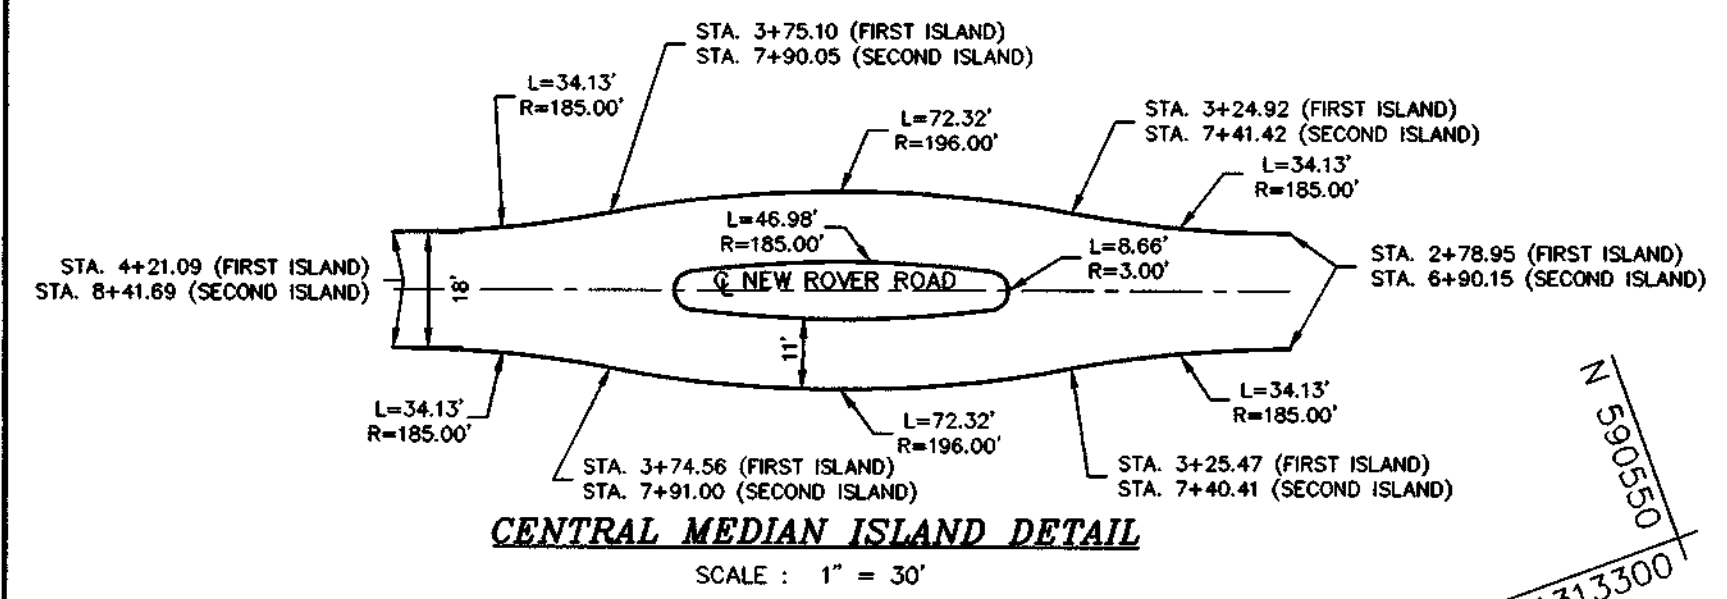 STA. 3+75.10 (FIRST ISLAND)
STA. 7+90.05 (SECOND ISLAND)
L=34.13'
R=185.00'
L=72.32'
R=196.00'
STA. 3+24.92 (FIRST ISLAND)
STA. 7+41.42 (SECOND ISLAND)
L=34.13'
R=185.00'
L=46.98'
R=185.00'
L=8.66'
R=3.00'
STA. 4+21.09 (FIRST ISLAND)
STA. 8+41.69 (SECOND ISLAND)
18'
℄ NEW ROVER ROAD
STA. 2+78.95 (FIRST ISLAND)
STA. 6+90.15 (SECOND ISLAND)
11'
L=34.13'
R=185.00'
L=72.32'
R=196.00'
L=34.13'
R=185.00'
STA. 3+74.56 (FIRST ISLAND)
STA. 7+91.00 (SECOND ISLAND)
STA. 3+25.47 (FIRST ISLAND)
STA. 7+40.41 (SECOND ISLAND)
CENTRAL MEDIAN ISLAND DETAIL
SCALE : 1" = 30'
N 590550
313300